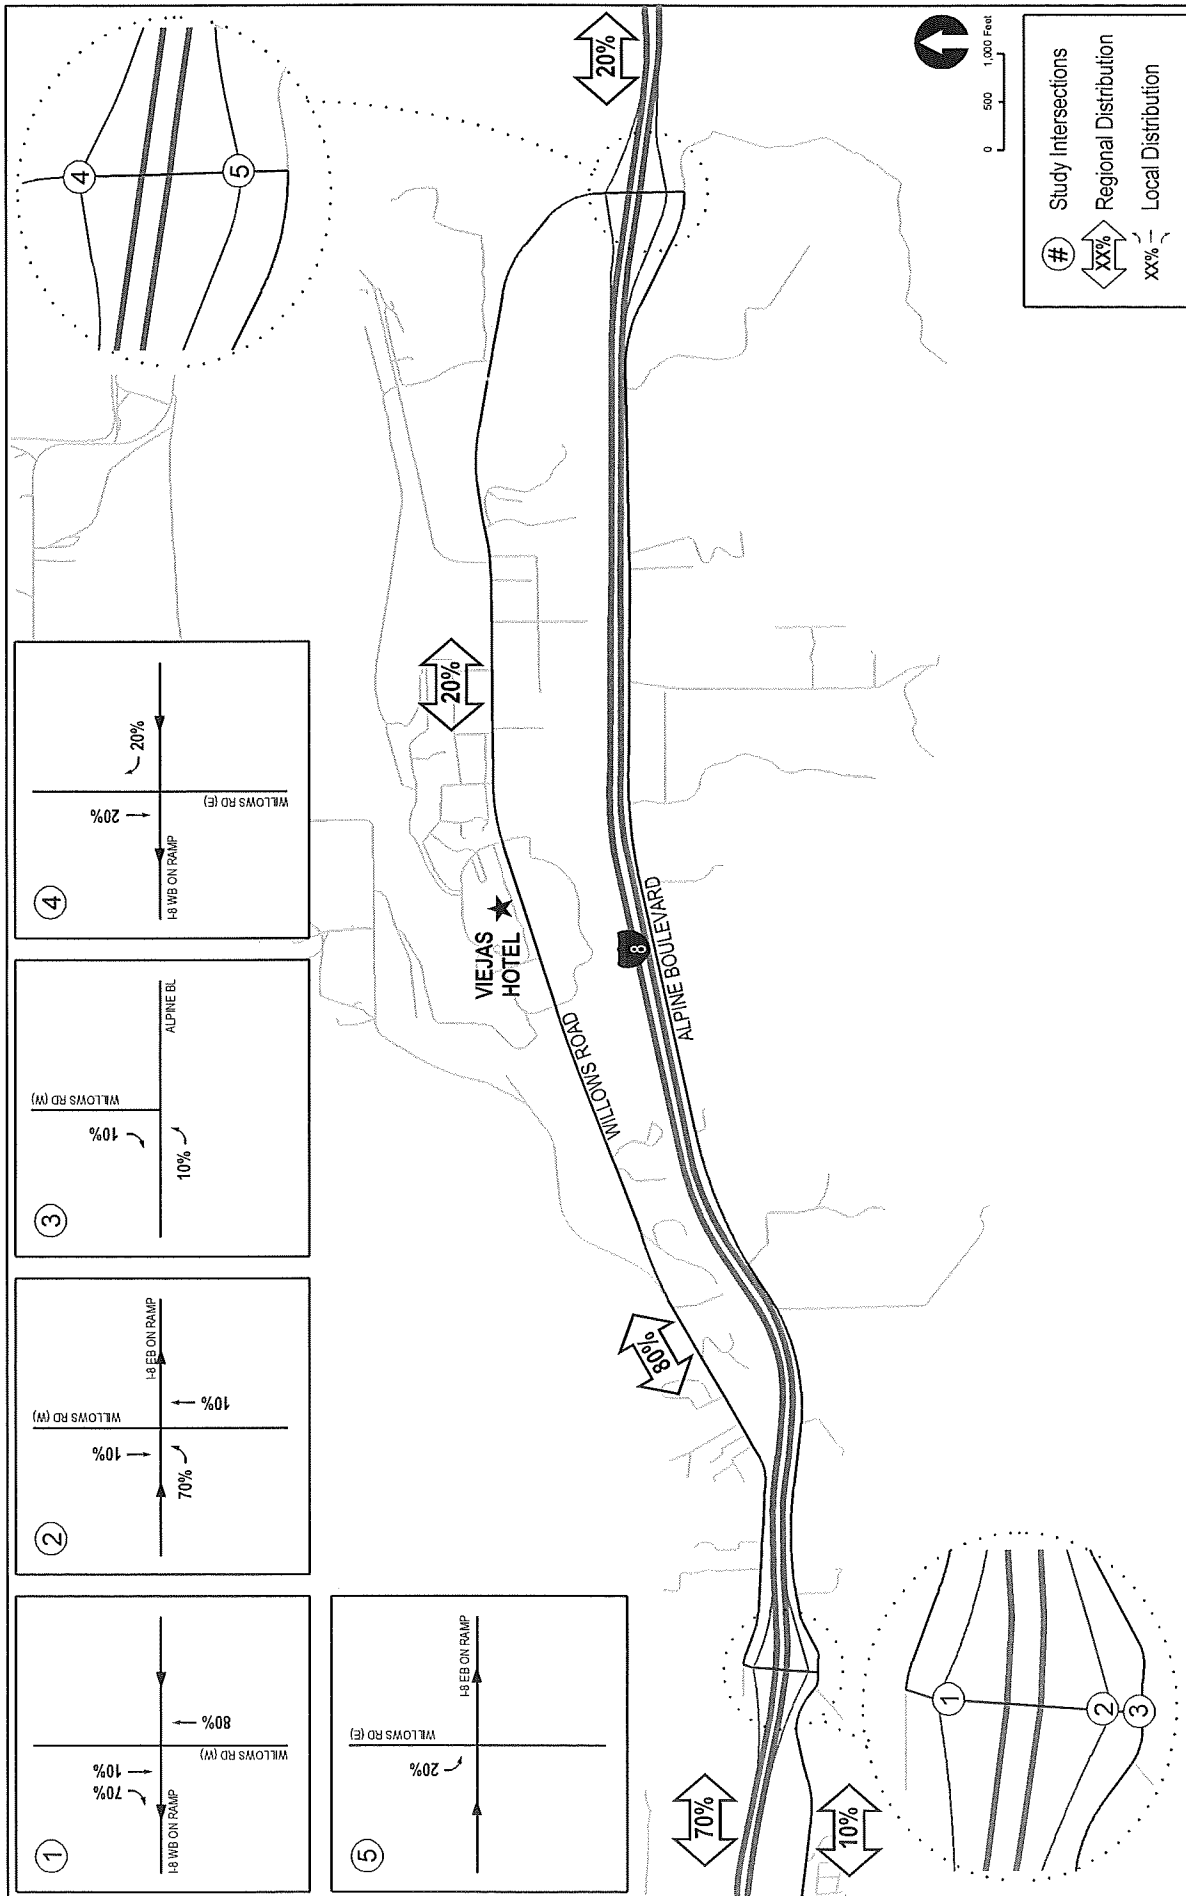 1
70%
10%
80%
I-8 WB ON RAMP
WILLOWS RD (W)
2
10%
70%
10%
WILLOWS RD (W)
I-8 EB ON RAMP
3
10%
10%
WILLOWS RD (W)
ALPINE BL
4
20%
20%
I-8 WB ON RAMP
WILLOWS RD (E)
5
20%
WILLOWS RD (E)
I-8 EB ON RAMP
4
5
20%
20%
VIEJAS
HOTEL
WILLOWS ROAD
8
ALPINE BOULEVARD
80%
70%
10%
1
2
3
0 500 1,000 Feet
# Study Intersections
XX% Regional Distribution
XX% Local Distribution